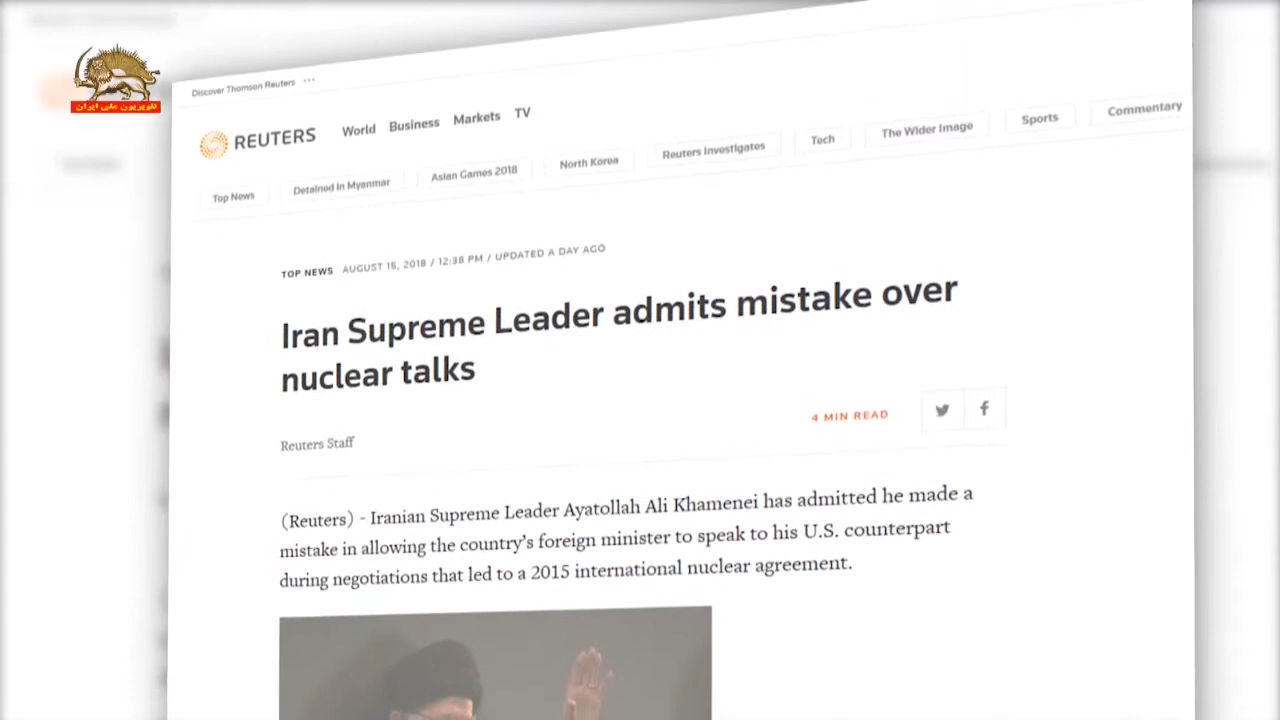 تلویزیون ملی ایران
Discover Thomson Reuters ...
REUTERS World Business Markets TV
Top News Detained in Myanmar Asian Games 2018 North Korea Reuters Investigates Tech The Wider Image Sports Commentary
TOP NEWS AUGUST 15, 2018 / 12:38 PM / UPDATED A DAY AGO
Iran Supreme Leader admits mistake over
nuclear talks
Reuters Staff
4 MIN READ
(Reuters) - Iranian Supreme Leader Ayatollah Ali Khamenei has admitted he made a
mistake in allowing the country’s foreign minister to speak to his U.S. counterpart
during negotiations that led to a 2015 international nuclear agreement.